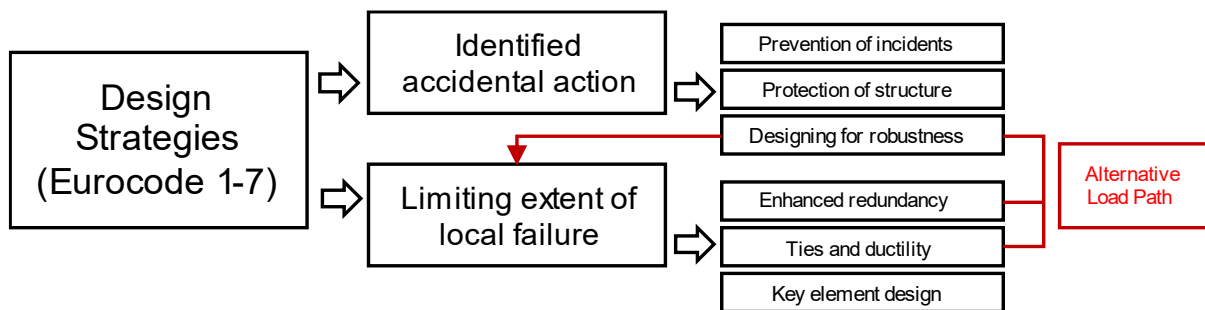 Design
Strategies
(Eurocode 1-7)
Identified
accidental action
Prevention of incidents
Protection of structure
Designing for robustness
Limiting extent of
local failure
Enhanced redundancy
Ties and ductility
Key element design
Alternative
Load Path